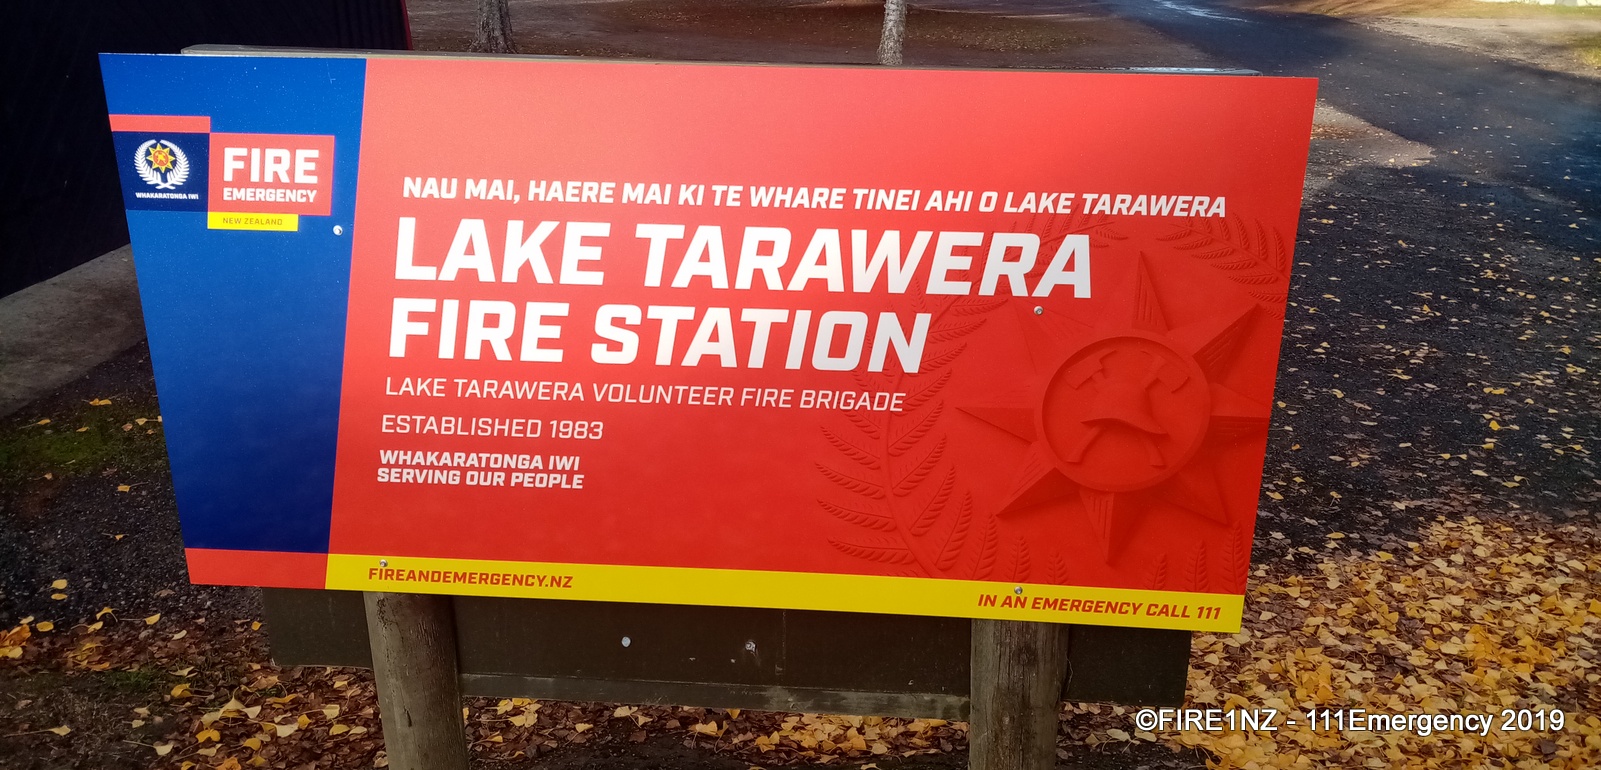 WHAKARATONGA IWI
FIRE
EMERGENCY
NEW ZEALAND
NAU MAI, HAERE MAI KI TE WHARE TINEI AHI O LAKE TARAWERA
LAKE TARAWERA
FIRE STATION
LAKE TARAWERA VOLUNTEER FIRE BRIGADE
ESTABLISHED 1983
WHAKARATONGA IWI
SERVING OUR PEOPLE
FIREANDEMERGENCY.NZ
IN AN EMERGENCY CALL 111
©FIRE1NZ - 111Emergency 2019